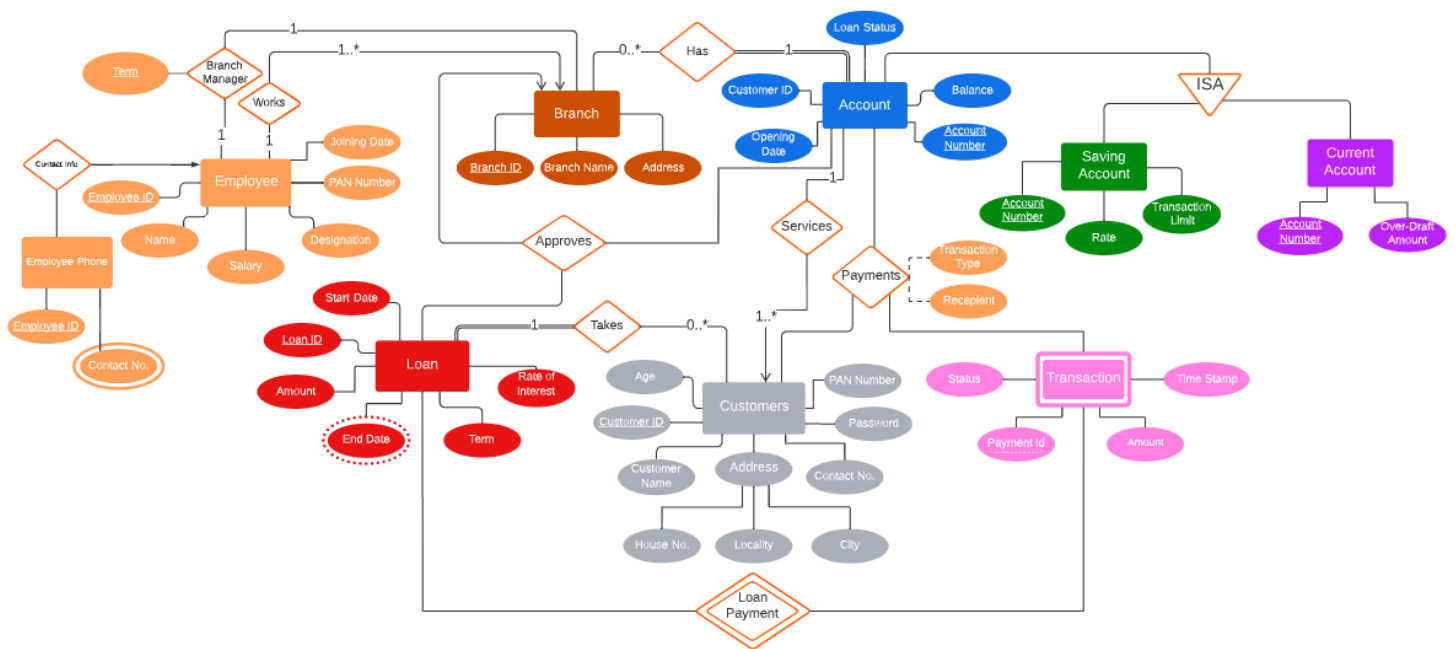 Loan Status
1
1..*
0..*
Has
1
Branch
Manager
Term
Works
Customer ID
Balance
ISA
Account
Branch
Opening
Date
Account
Number
1
1
Joining Date
Contact Info
Branch ID
Branch Name
Address
Saving
Account
Current
Account
Employee
PAN Number
Employee ID
1
Account
Number
Transaction
Limit
Name
Designation
Approves
Services
Rate
Account
Number
Over-Draft
Amount
Employee Phone
Salary
Payments
Transaction
Type
Recepient
Start Date
Employee ID
1
Takes
0..*
1..*
Loan ID
Contact No.
Loan
Amount
Rate of
Interest
Age
PAN Number
Status
Transaction
Time Stamp
Customers
Customer ID
Password
End Date
Term
Payment Id
Amount
Customer
Name
Address
Contact No.
House No.
Locality
City
Loan
Payment